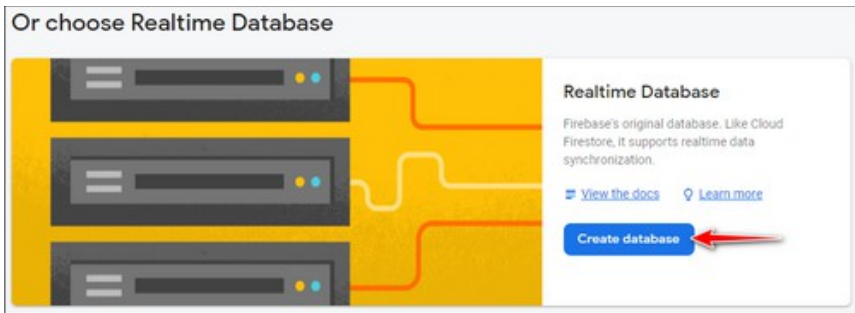 Or choose Realtime Database
Realtime Database
Firebase's original database. Like Cloud
Firestore, it supports realtime data
synchronization.
View the docs Learn more
Create database